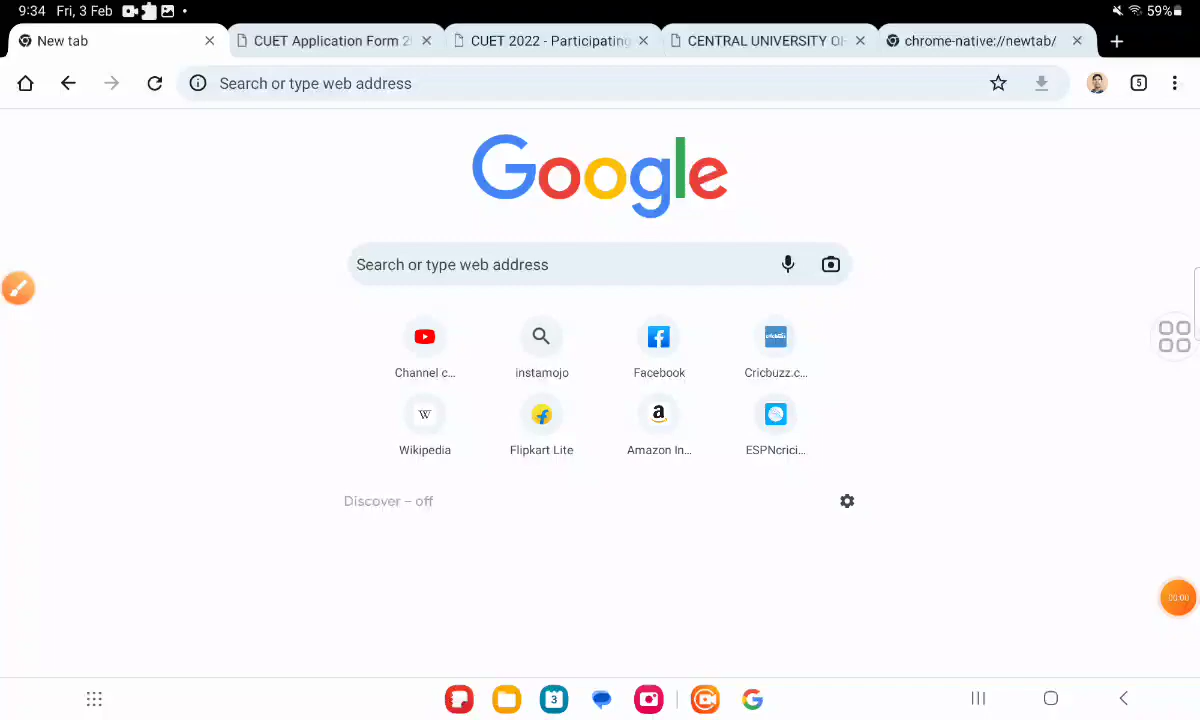 9:34 Fri, 3 Feb
59%
New tab
CUET Application Form 2
CUET 2022 - Participating
CENTRAL UNIVERSITY OF
chrome-native://newtab/
Search or type web address
5
Google
Search or type web address
Channel c...
instamojo
Facebook
Cricbuzz.c...
W
Wikipedia
Flipkart Lite
a
Amazon In...
ESPNcrici...
Discover – off
00:00
3